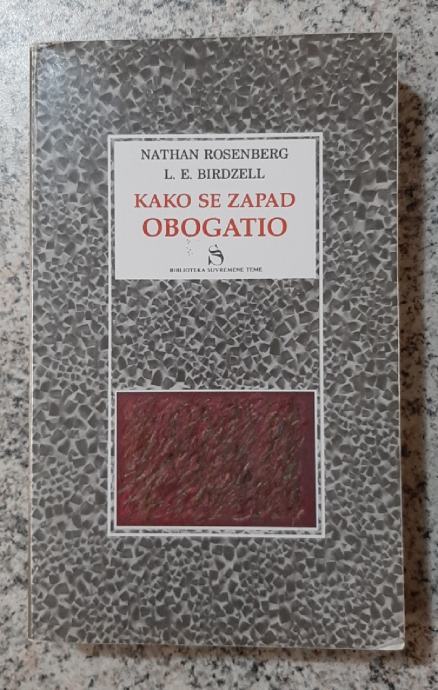 NATHAN ROSENBERG
L. E. BIRDZELL
KAKO SE ZAPAD
OBOGATIO
S
BIBLIOTEKA SUVREMENE TEME